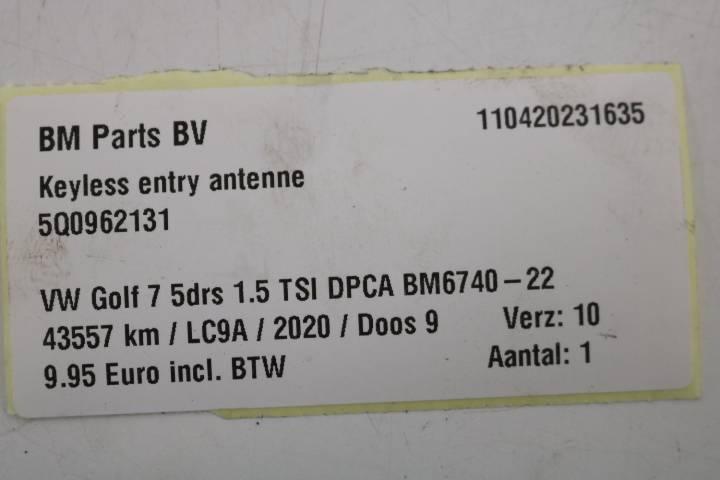 BM Parts BV 110420231635
Keyless entry antenne
5Q0962131
VW Golf 7 5drs 1.5 TSI DPCA BM6740-22
43557 km / LC9A / 2020 / Doos 9 Verz: 10
9.95 Euro incl. BTW Aantal: 1